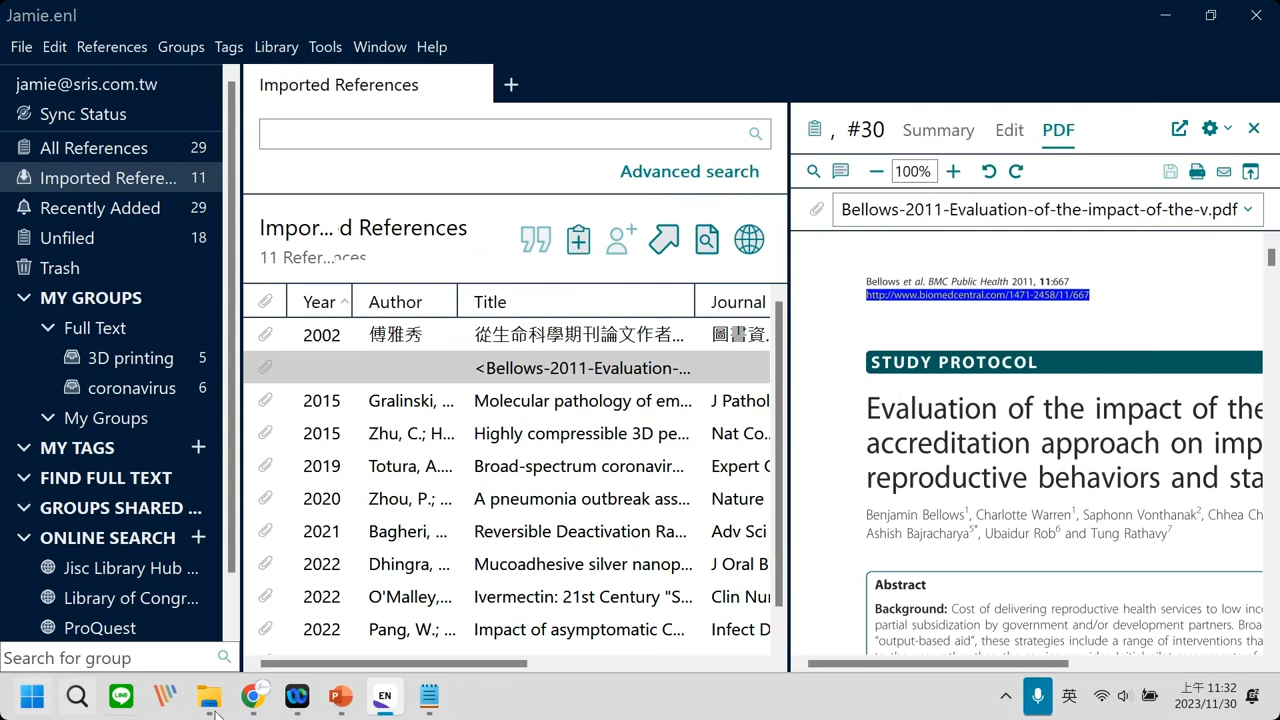 Jamie.enl
File Edit References Groups Tags Library Tools Window Help
jamie@sris.com.tw
Sync Status
All References 29
Imported Refere... 11
Recently Added 29
Unfiled 18
Trash
MY GROUPS
Full Text
3D printing 5
coronavirus 6
My Groups
MY TAGS +
FIND FULL TEXT
GROUPS SHARED ...
ONLINE SEARCH +
Jisc Library Hub ...
Library of Congr...
ProQuest
Search for group
Imported References +
Advanced search
Impor... d References
11 Refer...nces
Year Author Title Journal
2002 傅雅秀 從生命科學期刊論文作者... 圖書資.
<Bellows-2011-Evaluation-...
2015 Gralinski, ... Molecular pathology of em... J Pathol
2015 Zhu, C.; H... Highly compressible 3D pe... Nat Co..
2019 Totura, A.... Broad-spectrum coronavir... Expert
2020 Zhou, P.; ... A pneumonia outbreak ass... Nature
2021 Bagheri, ... Reversible Deactivation Ra... Adv Sci
2022 Dhingra, ... Mucoadhesive silver nanop... J Oral B
2022 O'Malley,... Ivermectin: 21st Century "S... Clin Nur
2022 Pang, W.; ... Impact of asymptomatic C... Infect D
, #30 Summary Edit PDF
100%
Bellows-2011-Evaluation-of-the-impact-of-the-v.pdf
Bellows et al. BMC Public Health 2011, 11:667
http://www.biomedcentral.com/1471-2458/11/667
STUDY PROTOCOL
Evaluation of the impact of the
accreditation approach on imp
reproductive behaviors and sta
Benjamin Bellows1, Charlotte Warren1, Saphonn Vonthanak2, Chhea Ch
Ashish Bajracharya5*, Ubaidur Rob6 and Tung Rathavy7
Abstract
Background: Cost of delivering reproductive health services to low inc
partial subsidization by government and/or development partners. Broa
"output-based aid", these strategies include a range of interventions tha
LINE
P
EN
英
上午 11:32
2023/11/30